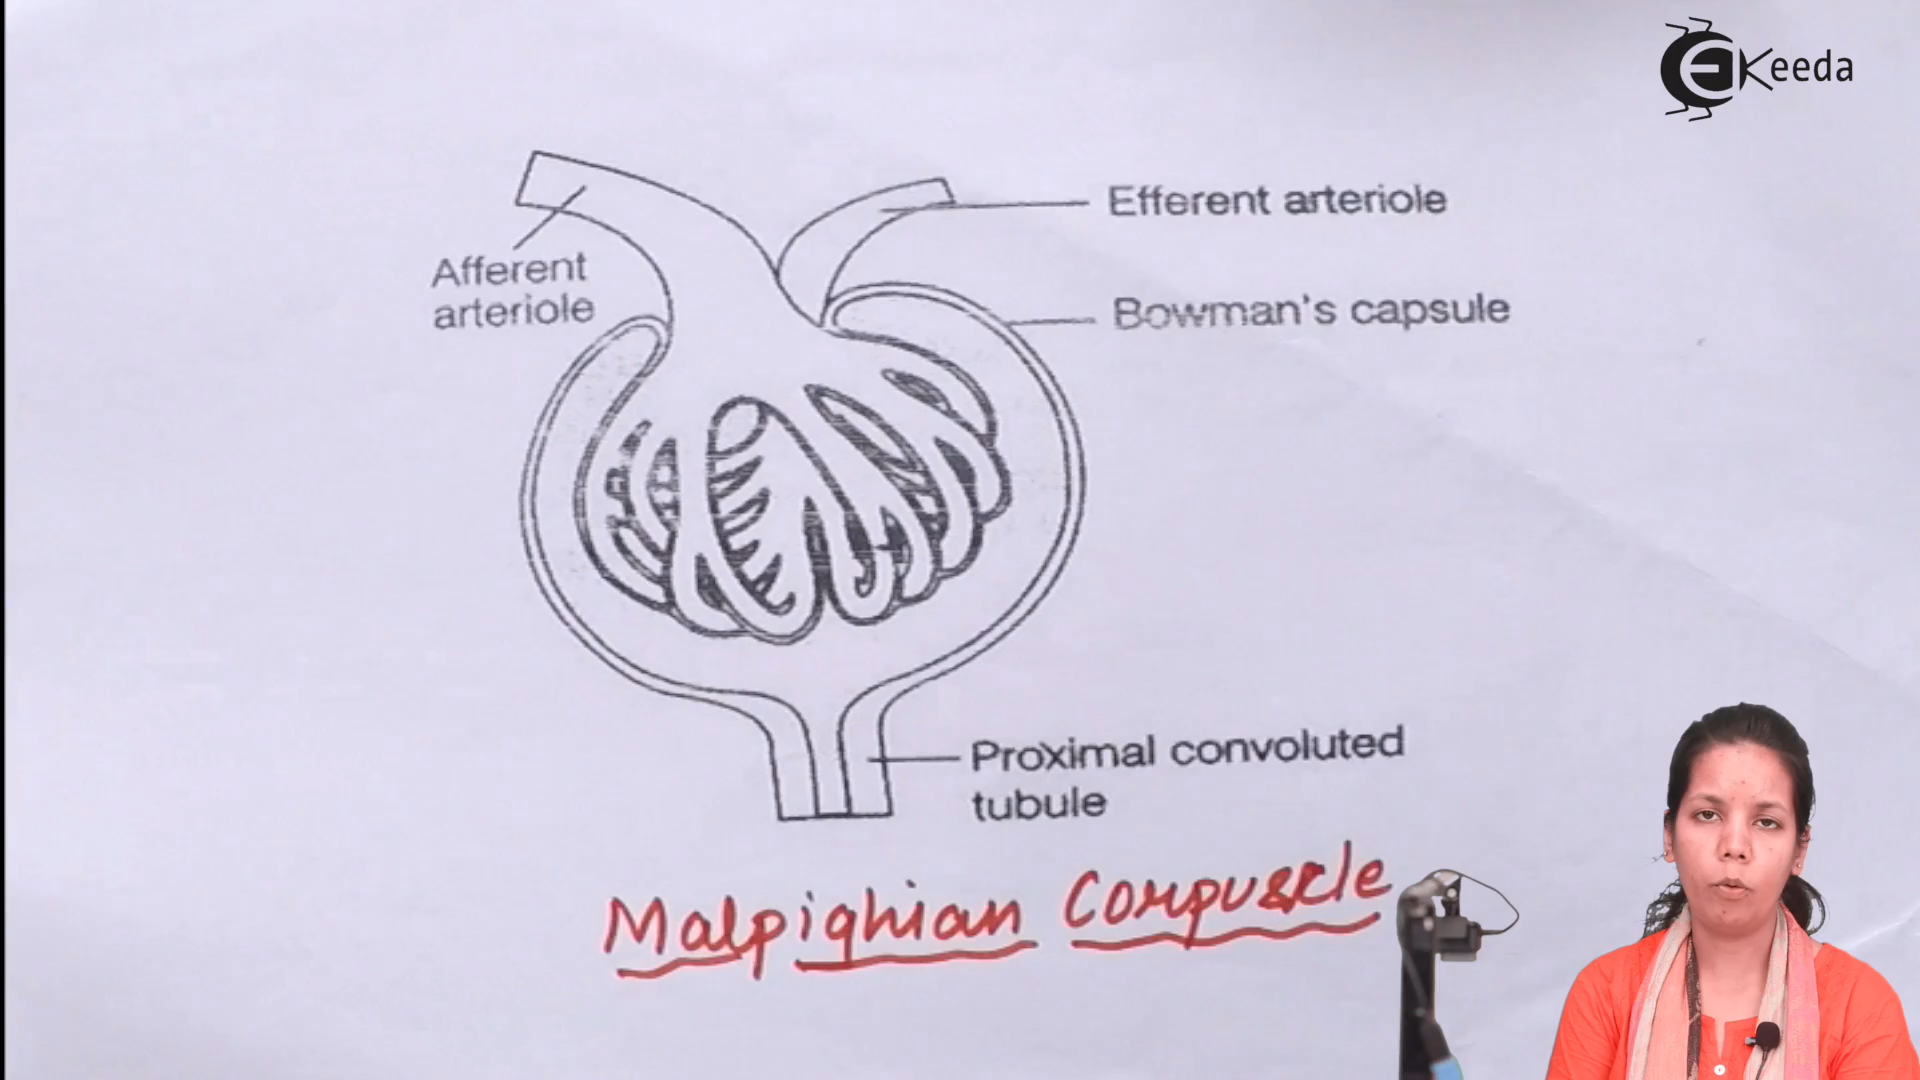 EKeeda
Efferent arteriole
Afferent
arteriole
Bowman's capsule
Proximal convoluted
tubule
Malpighian Corpuscle